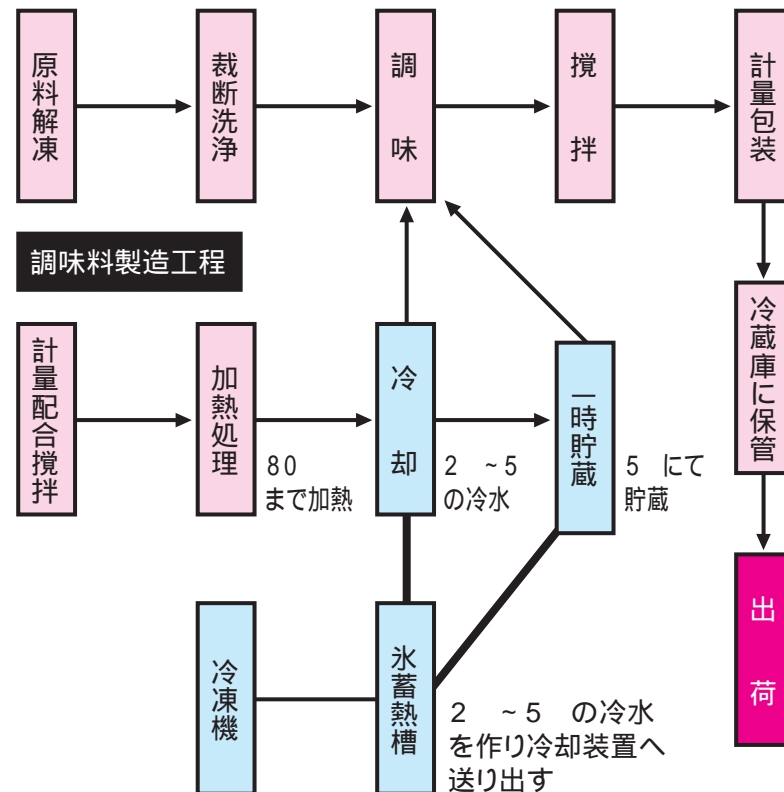 原料解凍
裁断洗浄
調味
撹拌
計量包装
調味料製造工程
計量配合撹拌
加熱処理
80
まで加熱
冷却
2 ~5
の冷水
一時貯蔵
5 にて
貯蔵
冷蔵庫に保管
出荷
冷凍機
氷蓄熱槽
2 ~5 の冷水
を作り冷却装置へ
送り出す